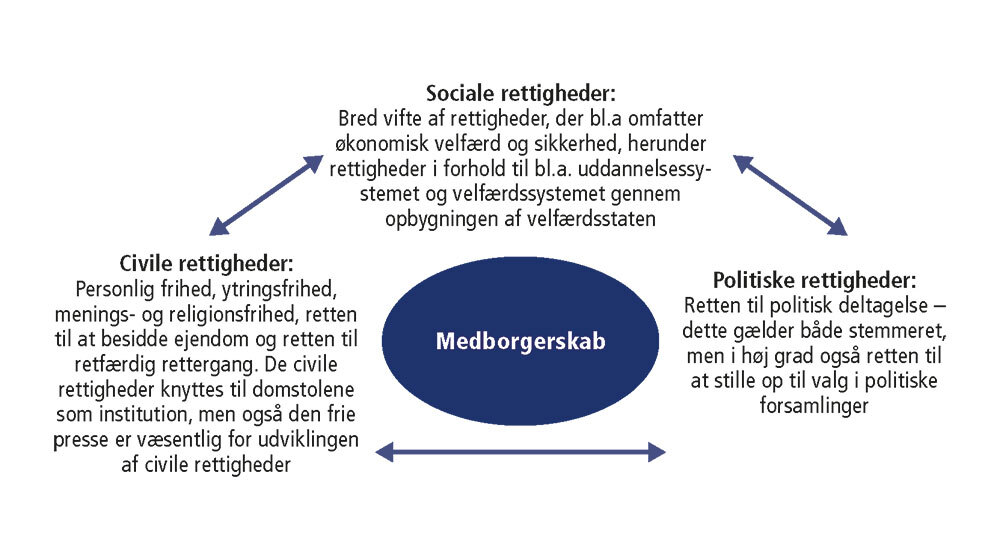 Sociale rettigheder:
Bred vifte af rettigheder, der bl.a omfatter
økonomisk velfærd og sikkerhed, herunder
rettigheder i forhold til bl.a. uddannelsessy-
stemet og velfærdssystemet gennem
opbygningen af velfærdsstaten
Civile rettigheder:
Personlig frihed, ytringsfrihed,
menings- og religionsfrihed, retten
til at besidde ejendom og retten til
retfærdig rettergang. De civile
rettigheder knyttes til domstolene
som institution, men også den frie
presse er væsentlig for udviklingen
af civile rettigheder
Medborgerskab
Politiske rettigheder:
Retten til politisk deltagelse –
dette gælder både stemmeret,
men i høj grad også retten til
at stille op til valg i politiske
forsamlinger